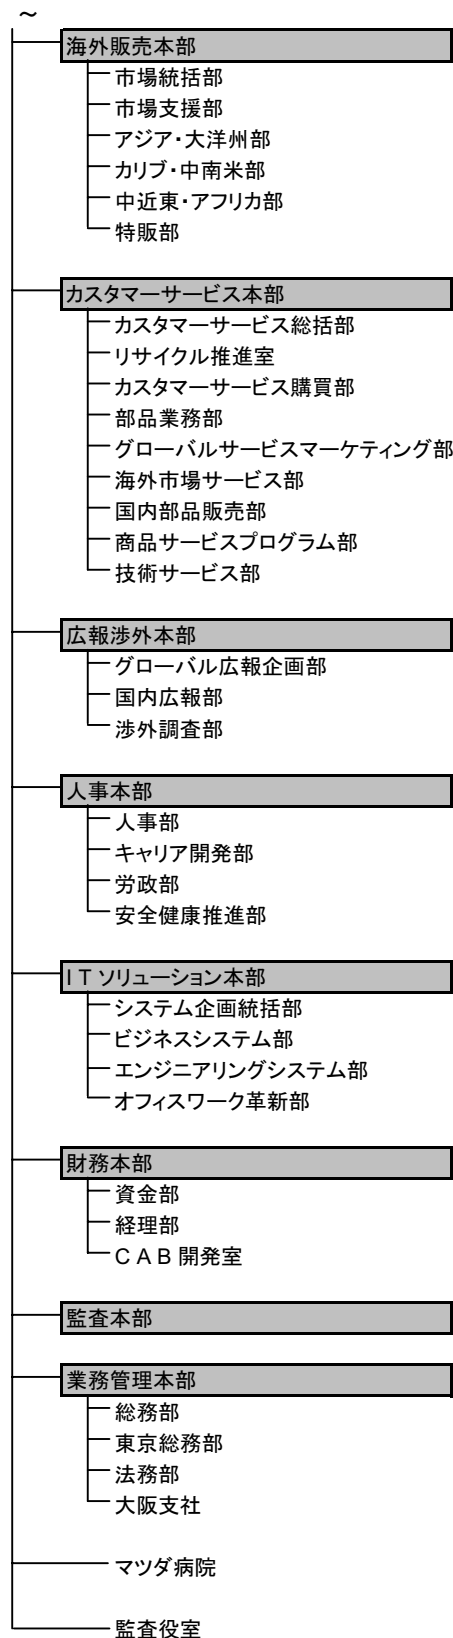 ～
海外販売本部
市場統括部
市場支援部
アジア・大洋州部
カリブ・中南米部
中近東・アフリカ部
特販部
カスタマーサービス本部
カスタマーサービス総括部
リサイクル推進室
カスタマーサービス購買部
部品業務部
グローバルサービスマーケティング部
海外市場サービス部
国内部品販売部
商品サービスプログラム部
技術サービス部
広報渉外本部
グローバル広報企画部
国内広報部
渉外調査部
人事本部
人事部
キャリア開発部
労政部
安全健康推進部
ITソリューション本部
システム企画統括部
ビジネスシステム部
エンジニアリングシステム部
オフィスワーク革新部
財務本部
資金部
経理部
CAB開発室
監査本部
業務管理本部
総務部
東京総務部
法務部
大阪支社
マツダ病院
監査役室